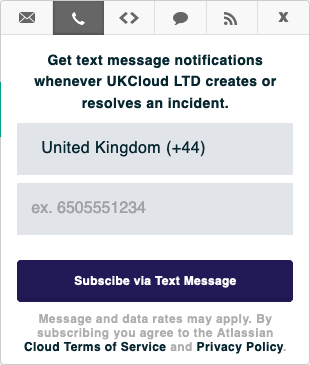 X
Get text message notifications
whenever UKCloud LTD creates or
resolves an incident.
United Kingdom (+44)
ex. 6505551234
Subscibe via Text Message
Message and data rates may apply. By
subscribing you agree to the Atlassian
Cloud Terms of Service and Privacy Policy.